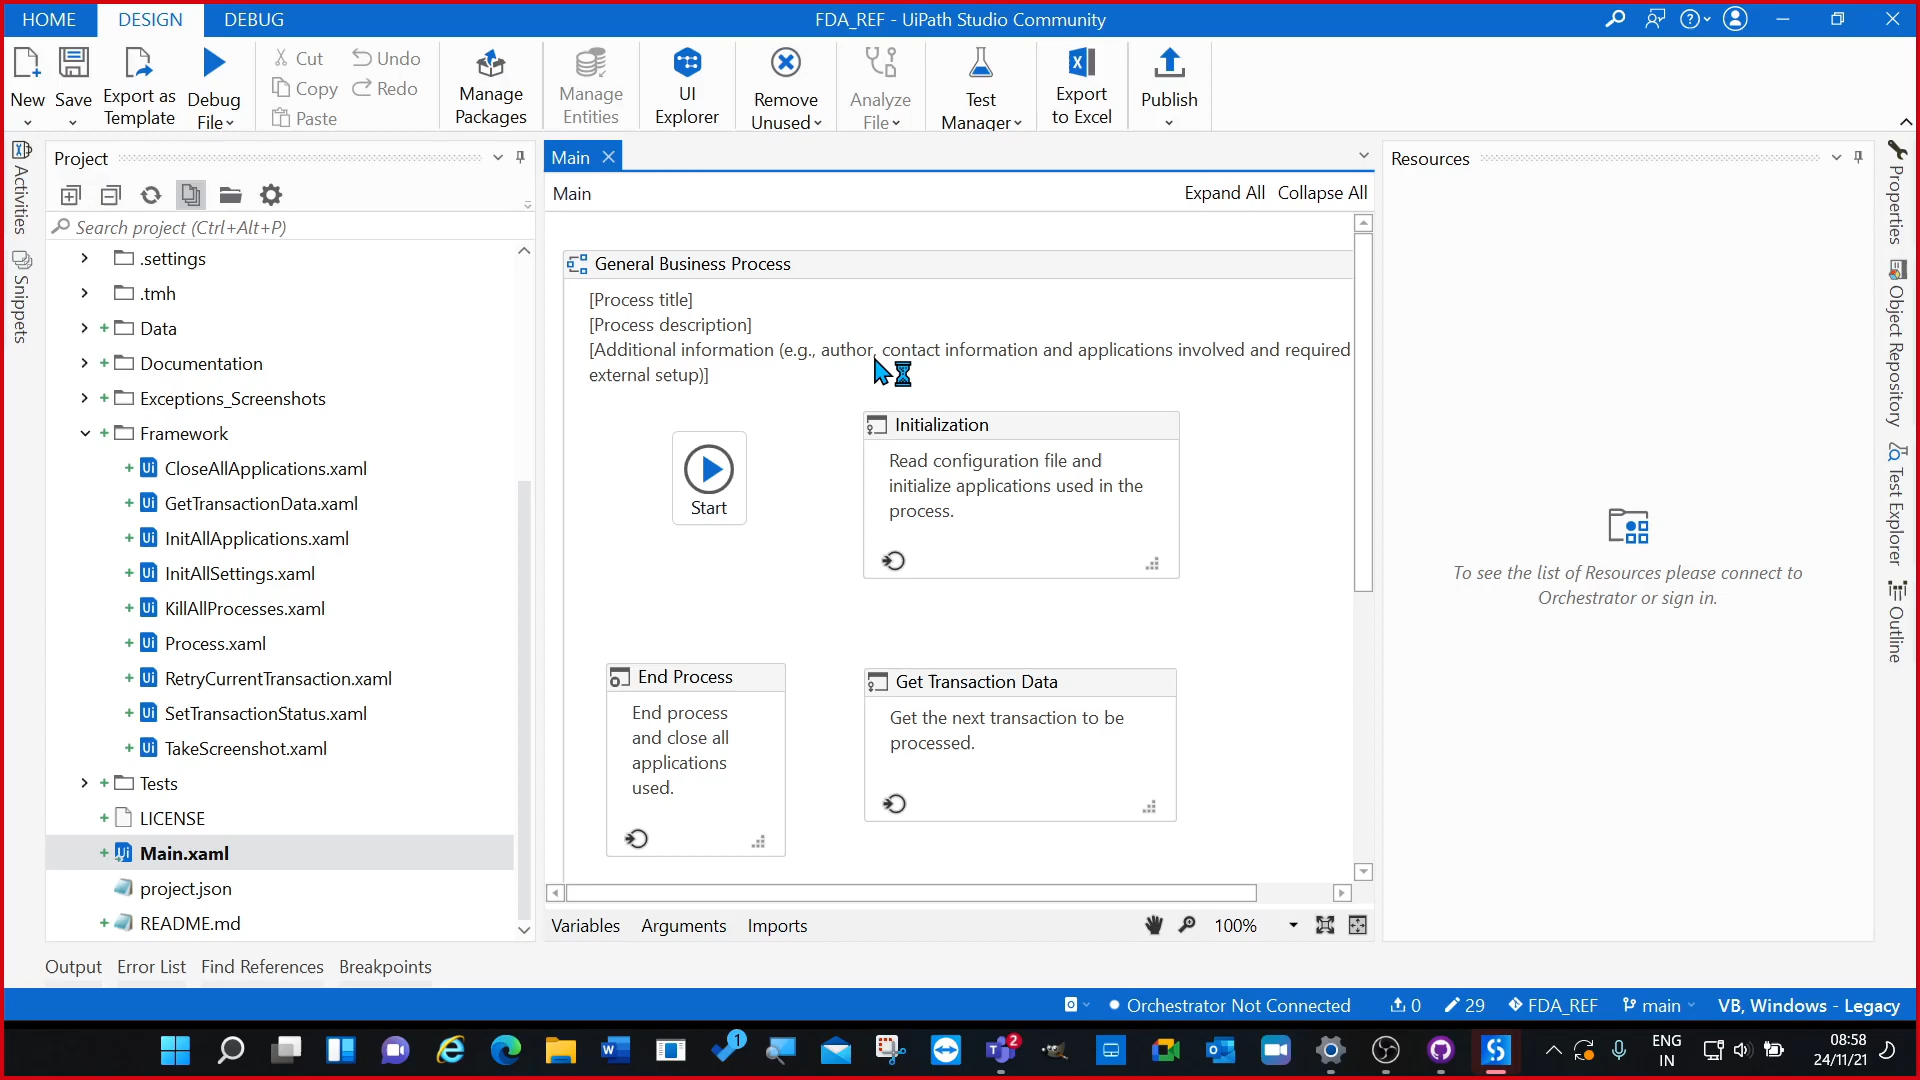 HOME
DESIGN
DEBUG
FDA_REF - UiPath Studio Community
New
Save
Export as
Template
Debug
File
Cut
Copy
Paste
Undo
Redo
Manage
Packages
Manage
Entities
UI
Explorer
Remove
Unused
Analyze
File
Test
Manager
Export
to Excel
Publish
Activities
Snippets
Project
Search project (Ctrl+Alt+P)
.settings
.tmh
Data
Documentation
Exceptions_Screenshots
Framework
CloseAllApplications.xaml
GetTransactionData.xaml
InitAllApplications.xaml
InitAllSettings.xaml
KillAllProcesses.xaml
Process.xaml
RetryCurrentTransaction.xaml
SetTransactionStatus.xaml
TakeScreenshot.xaml
Tests
LICENSE
Main.xaml
project.json
README.md
Main
Main
Expand All
Collapse All
General Business Process
[Process title]
[Process description]
[Additional information (e.g., author, contact information and applications involved and required
external setup)]
Start
Initialization
Read configuration file and
initialize applications used in the
process.
End Process
End process
and close all
applications
used.
Get Transaction Data
Get the next transaction to be
processed.
Variables
Arguments
Imports
100%
Resources
To see the list of Resources please connect to
Orchestrator or sign in.
Properties
Object Repository
Test Explorer
Outline
Output
Error List
Find References
Breakpoints
Orchestrator Not Connected
0
29
FDA_REF
main
VB, Windows - Legacy
1
2
ENG
IN
08:58
24/11/21